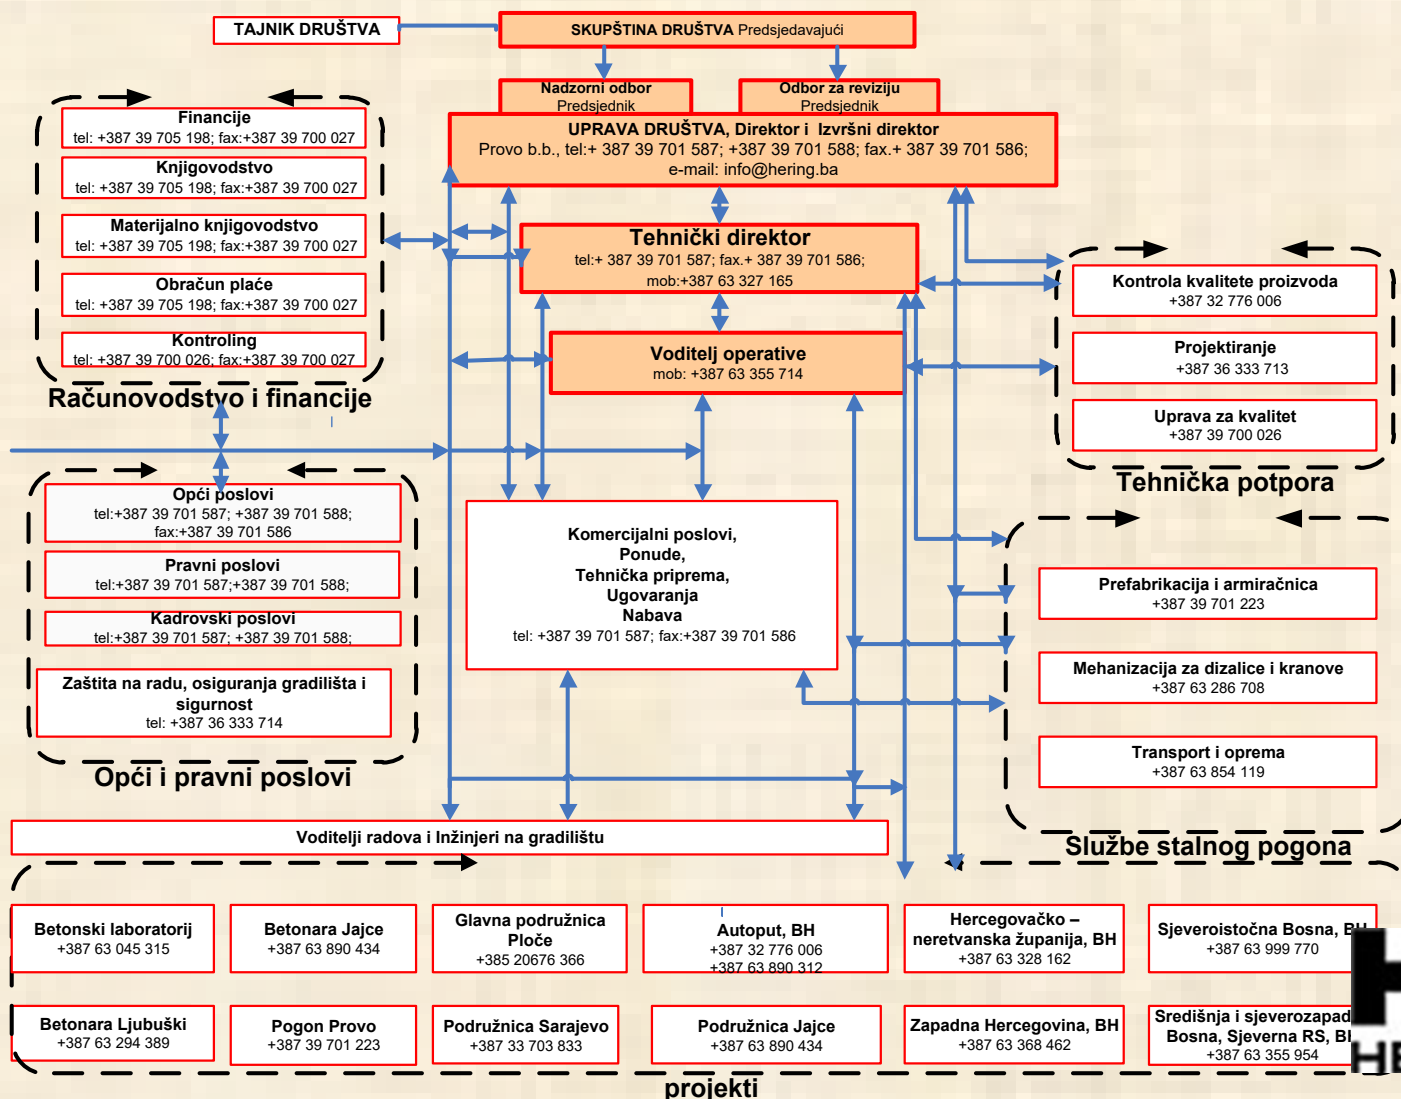 TAJNIK DRUŠTVA
SKUPŠTINA DRUŠTVA Predsjedavajući
Nadzorni odbor
Predsjednik
Odbor za reviziju
Predsjednik
UPRAVA DRUŠTVA, Direktor i Izvršni direktor
Provo b.b., tel:+ 387 39 701 587; +387 39 701 588; fax.+ 387 39 701 586;
e-mail: info@hering.ba
Financije
tel: +387 39 705 198; fax:+387 39 700 027
Knjigovodstvo
tel: +387 39 705 198; fax:+387 39 700 027
Materijalno knjigovodstvo
tel: +387 39 705 198; fax:+387 39 700 027
Obračun plaće
tel: +387 39 705 198; fax:+387 39 700 027
Kontroling
tel: +387 39 700 026; fax:+387 39 700 027
Računovodstvo i financije
Tehnički direktor
tel:+ 387 39 701 587; fax.+ 387 39 701 586;
mob:+387 63 327 165
Voditelj operative
mob: +387 63 355 714
Kontrola kvalitete proizvoda
+387 32 776 006
Projektiranje
+387 36 333 713
Uprava za kvalitet
+387 39 700 026
Tehnička potpora
Opći poslovi
tel:+387 39 701 587; +387 39 701 588;
fax:+387 39 701 586
Pravni poslovi
tel:+387 39 701 587;+387 39 701 588;
Kadrovski poslovi
tel:+387 39 701 587; +387 39 701 588;
Zaštita na radu, osiguranja gradilišta i
sigurnost
tel: +387 36 333 714
Opći i pravni poslovi
Komercijalni poslovi,
Ponude,
Tehnička priprema,
Ugovaranja
Nabava
tel: +387 39 701 587; fax:+387 39 701 586
Prefabrikacija i armiračnica
+387 39 701 223
Mehanizacija za dizalice i kranove
+387 63 286 708
Transport i oprema
+387 63 854 119
Službe stalnog pogona
Voditelji radova i Inžinjeri na gradilištu
Betonski laboratorij
+387 63 045 315
Betonara Jajce
+387 63 890 434
Glavna podružnica
Ploče
+385 20676 366
Autoput, BH
+387 32 776 006
+387 63 890 312
Hercegovačko –
neretvanska županija, BH
+387 63 328 162
Sjeveroistočna Bosna, BH
+387 63 999 770
Betonara Ljubuški
+387 63 294 389
Pogon Provo
+387 39 701 223
Podružnica Sarajevo
+387 33 703 833
Podružnica Jajce
+387 63 890 434
Zapadna Hercegovina, BH
+387 63 368 462
Središnja i sjeverozapad
Bosna, Sjeverna RS, B
+387 63 355 954
H
HE
projekti